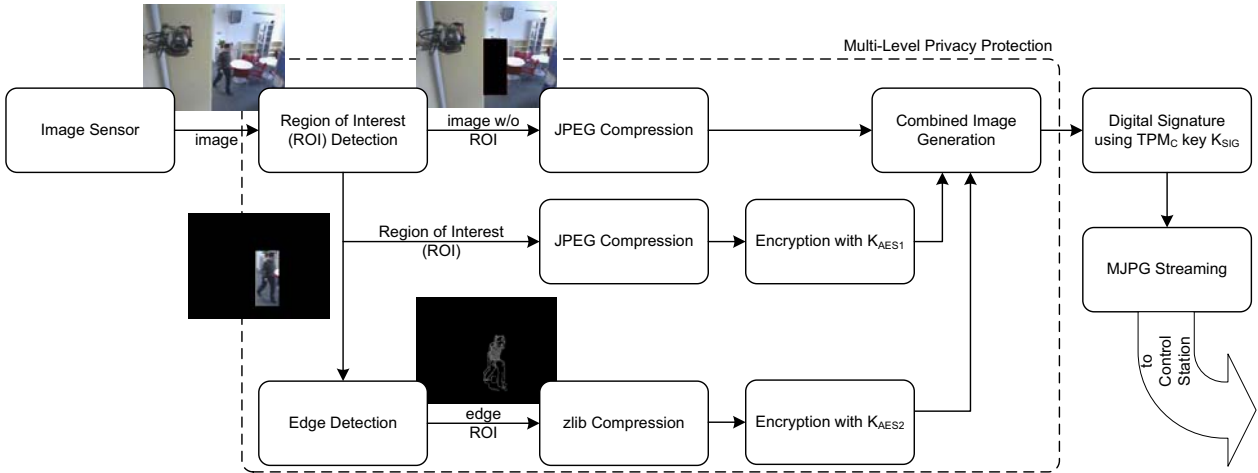 Multi-Level Privacy Protection
Image Sensor
image
Region of Interest
(ROI) Detection
image w/o
ROI
JPEG Compression
Combined Image
Generation
Digital Signature
using TPMC key KSIG
Region of Interest
(ROI)
JPEG Compression
Encryption with KAES1
MJPG Streaming
to
Control
Station
Edge Detection
edge
ROI
zlib Compression
Encryption with KAES2